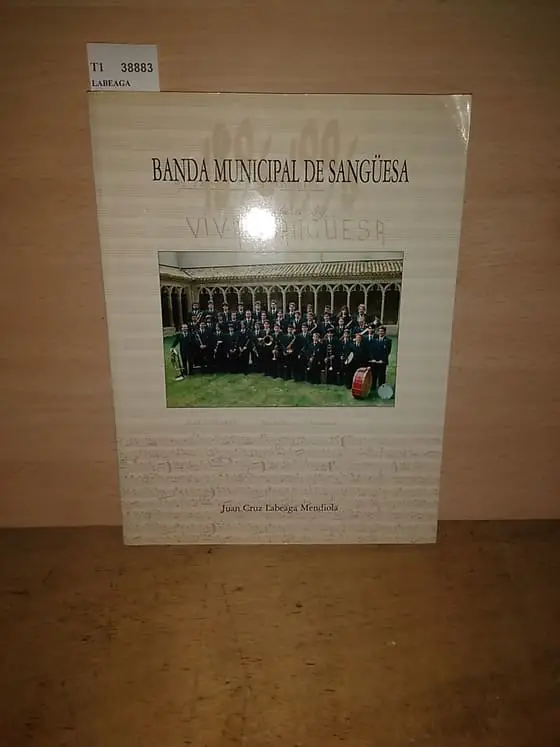 T1 38883
LABEAGA
BANDA MUNICIPAL DE SANGÜESA
Juan Cruz Labeaga Mendiola